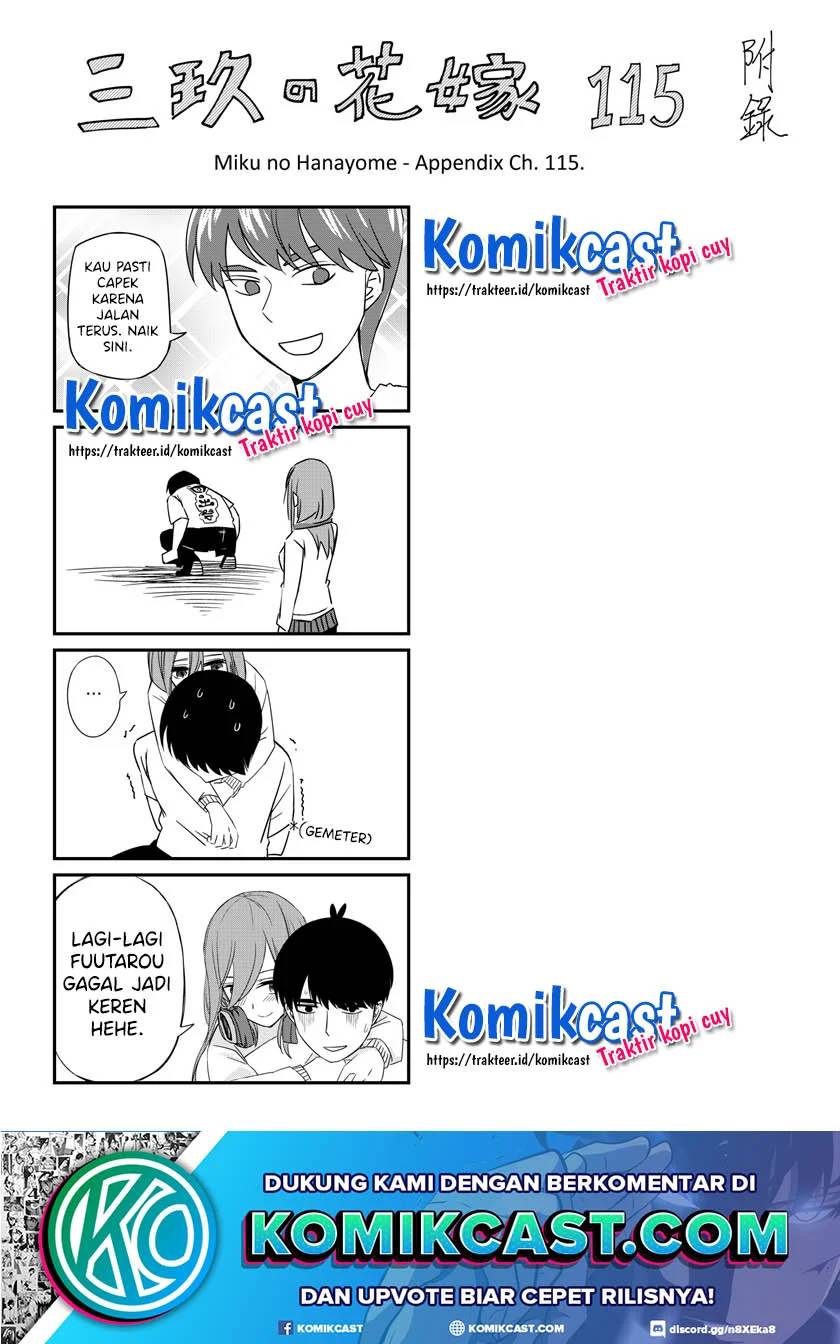 三玖の花嫁 115
附録
Miku no Hanayome - Appendix Ch. 115.
KAU PASTI
CAPEK
KARENA
JALAN
TERUS. NAIK
SINI.
Komikcast
Traktir kopi cuy
https://trakteer.id/komikcast
Komikcast
Traktir kopi cuy
https://trakteer.id/komikcast
...
*(GEMETER)
LAGI-LAGI
FUUTAROU
GAGAL JADI
KEREN
HEHE.
Komikcast
Traktir kopi cuy
https://trakteer.id/komikcast
DUKUNG KAMI DENGAN BERKOMENTAR DI
KOMIKCAST.COM
DAN UPVOTE BIAR CEPET RILISNYA!
KOMIKCAST
KOMIKCAST.COM
discord.gg/n8XEka8